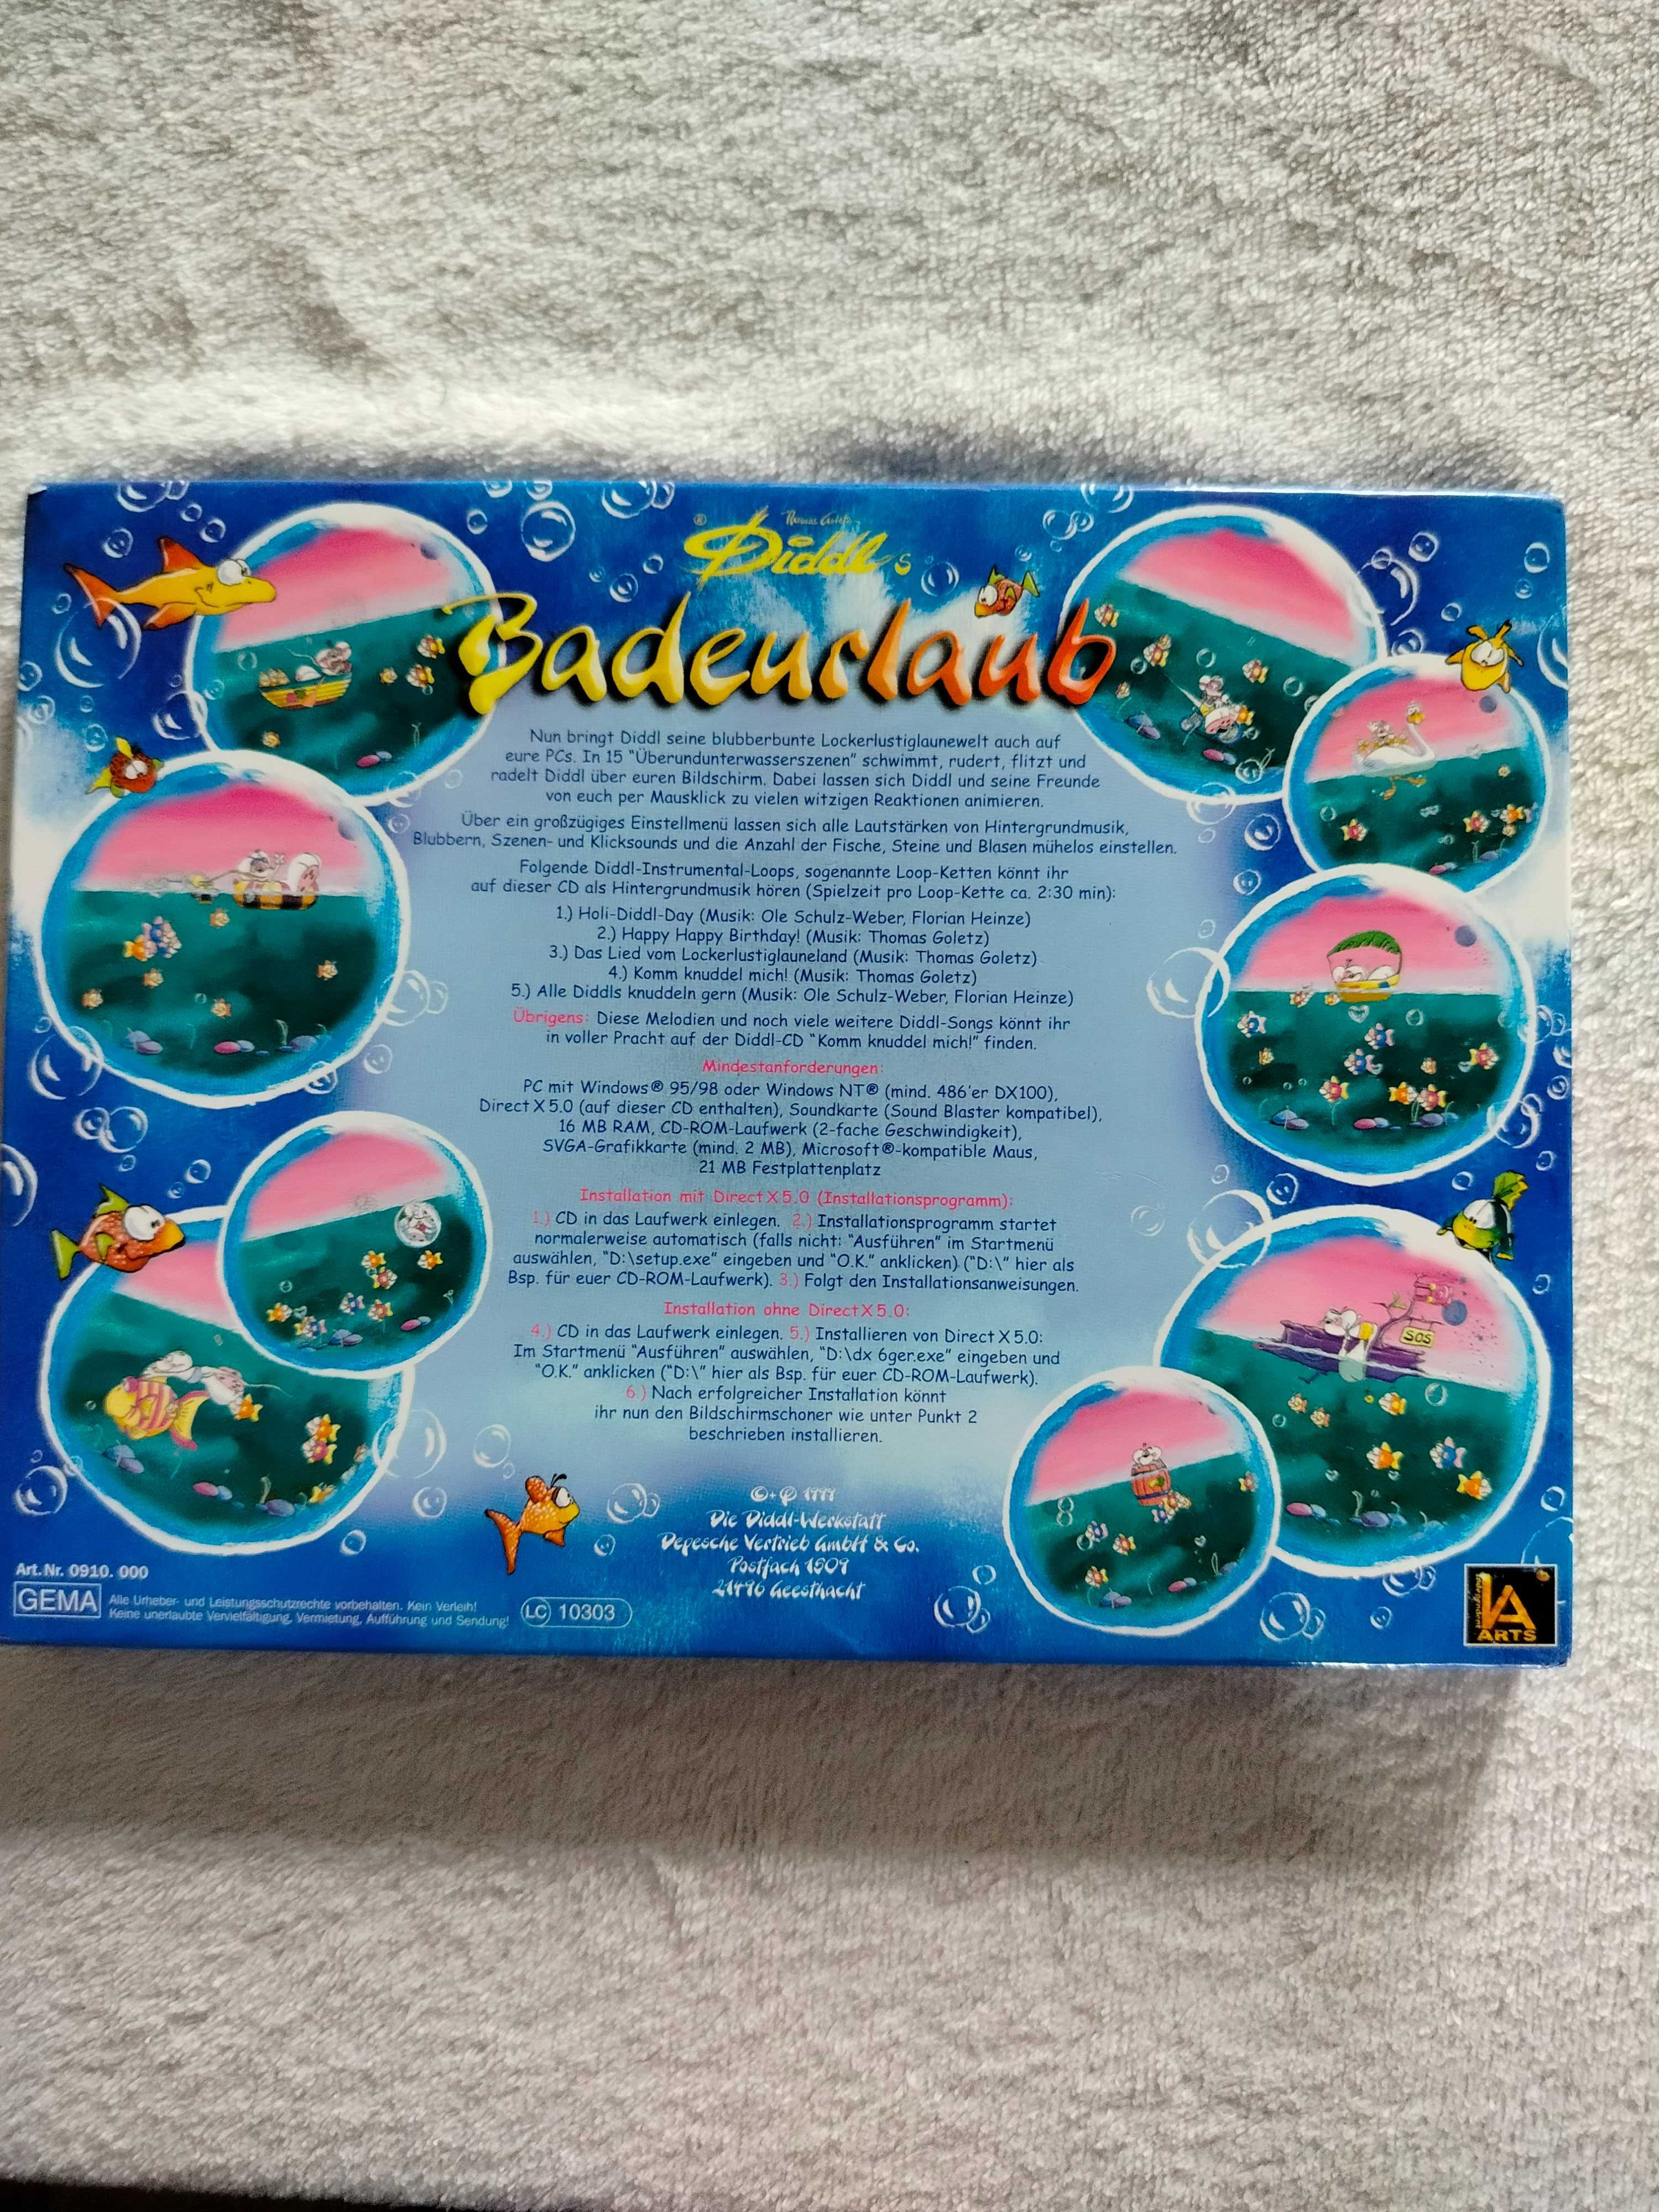 Thomas Goletz
® Diddl s
Badeurlaub
Nun bringt Diddl seine blubberbunte Lockerlustiglaunewelt auch auf
eure PCs. In 15 "Überundunterwasserszenen" schwimmt, rudert, flitzt und
radelt Diddl über euren Bildschirm. Dabei lassen sich Diddl und seine Freunde
von euch per Mausklick zu vielen witzigen Reaktionen animieren.
Über ein großzügiges Einstellmenü lassen sich alle Lautstärken von Hintergrundmusik,
Blubbern, Szenen- und Klicksounds und die Anzahl der Fische, Steine und Blasen mühelos einstellen.
Folgende Diddl-Instrumental-Loops, sogenannte Loop-Ketten könnt ihr
auf dieser CD als Hintergrundmusik hören (Spielzeit pro Loop-Kette ca. 2:30 min):
1.) Holi-Diddl-Day (Musik: Ole Schulz-Weber, Florian Heinze)
2.) Happy Happy Birthday! (Musik: Thomas Goletz)
3.) Das Lied vom Lockerlustiglauneland (Musik: Thomas Goletz)
4.) Komm knuddel mich! (Musik: Thomas Goletz)
5.) Alle Diddls knuddeln gern (Musik: Ole Schulz-Weber, Florian Heinze)
Übrigens: Diese Melodien und noch viele weitere Diddl-Songs könnt ihr
in voller Pracht auf der Diddl-CD "Komm knuddel mich!" finden.
Mindestanforderungen:
PC mit Windows® 95/98 oder Windows NT® (mind. 486'er DX100),
Direct X 5.0 (auf dieser CD enthalten), Soundkarte (Sound Blaster kompatibel),
16 MB RAM, CD-ROM-Laufwerk (2-fache Geschwindigkeit),
SVGA-Grafikkarte (mind. 2 MB), Microsoft®-kompatible Maus,
21 MB Festplattenplatz
Installation mit Direct X 5.0 (Installationsprogramm):
1.) CD in das Laufwerk einlegen. 2.) Installationsprogramm startet
normalerweise automatisch (falls nicht: "Ausführen" im Startmenü
auswählen, "D:\setup.exe" eingeben und "O.K." anklicken) ("D:\" hier als
Bsp. für euer CD-ROM-Laufwerk). 3.) Folgt den Installationsanweisungen.
Installation ohne Direct X 5.0:
4.) CD in das Laufwerk einlegen. 5.) Installieren von Direct X 5.0:
Im Startmenü "Ausführen" auswählen, "D:\dx 6ger.exe" eingeben und
"O.K." anklicken ("D:\" hier als Bsp. für euer CD-ROM-Laufwerk).
6.) Nach erfolgreicher Installation könnt
ihr nun den Bildschirmschoner wie unter Punkt 2
beschrieben installieren.
SOS
©+℗ 1999
Die Diddl-Werkstatt
Depesche Vertrieb GmbH & Co.
Postfach 1509
21496 Geesthacht
Art. Nr. 0910. 000
GEMA
Alle Urheber- und Leistungsschutzrechte vorbehalten. Kein Verleih!
Keine unerlaubte Vervielfältigung, Vermietung, Aufführung und Sendung!
LC 10303
independent
ARTS